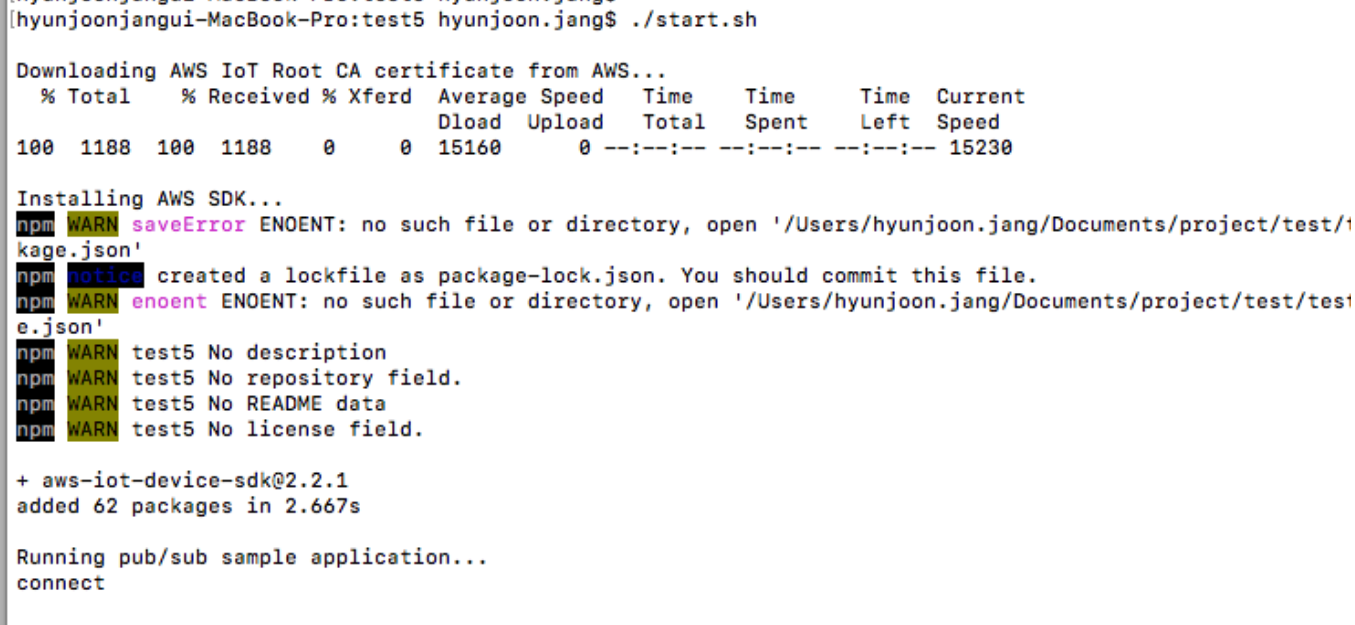 [hyunjoonjangui-MacBook-Pro:test5 hyunjoon.jang$ ./start.sh
Downloading AWS IoT Root CA certificate from AWS...
% Total % Received % Xferd Average Speed Time Time Time Current
Dload Upload Total Spent Left Speed
100 1188 100 1188 0 0 15160 0 --:--:-- --:--:-- --:--:-- 15230
Installing AWS SDK...
npm WARN saveError ENOENT: no such file or directory, open '/Users/hyunjoon.jang/Documents/project/test/t
kage.json'
npm notice created a lockfile as package-lock.json. You should commit this file.
npm WARN enoent ENOENT: no such file or directory, open '/Users/hyunjoon.jang/Documents/project/test/test
e.json'
npm WARN test5 No description
npm WARN test5 No repository field.
npm WARN test5 No README data
npm WARN test5 No license field.
+ aws-iot-device-sdk@2.2.1
added 62 packages in 2.667s
Running pub/sub sample application...
connect